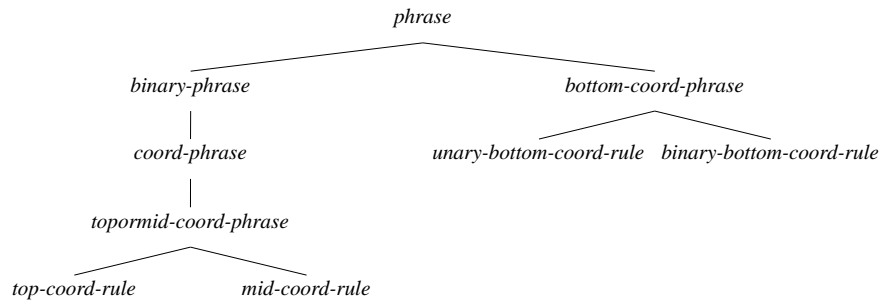 phrase
binary-phrase bottom-coord-phrase
coord-phrase unary-bottom-coord-rule binary-bottom-coord-rule
topormid-coord-phrase
top-coord-rule mid-coord-rule